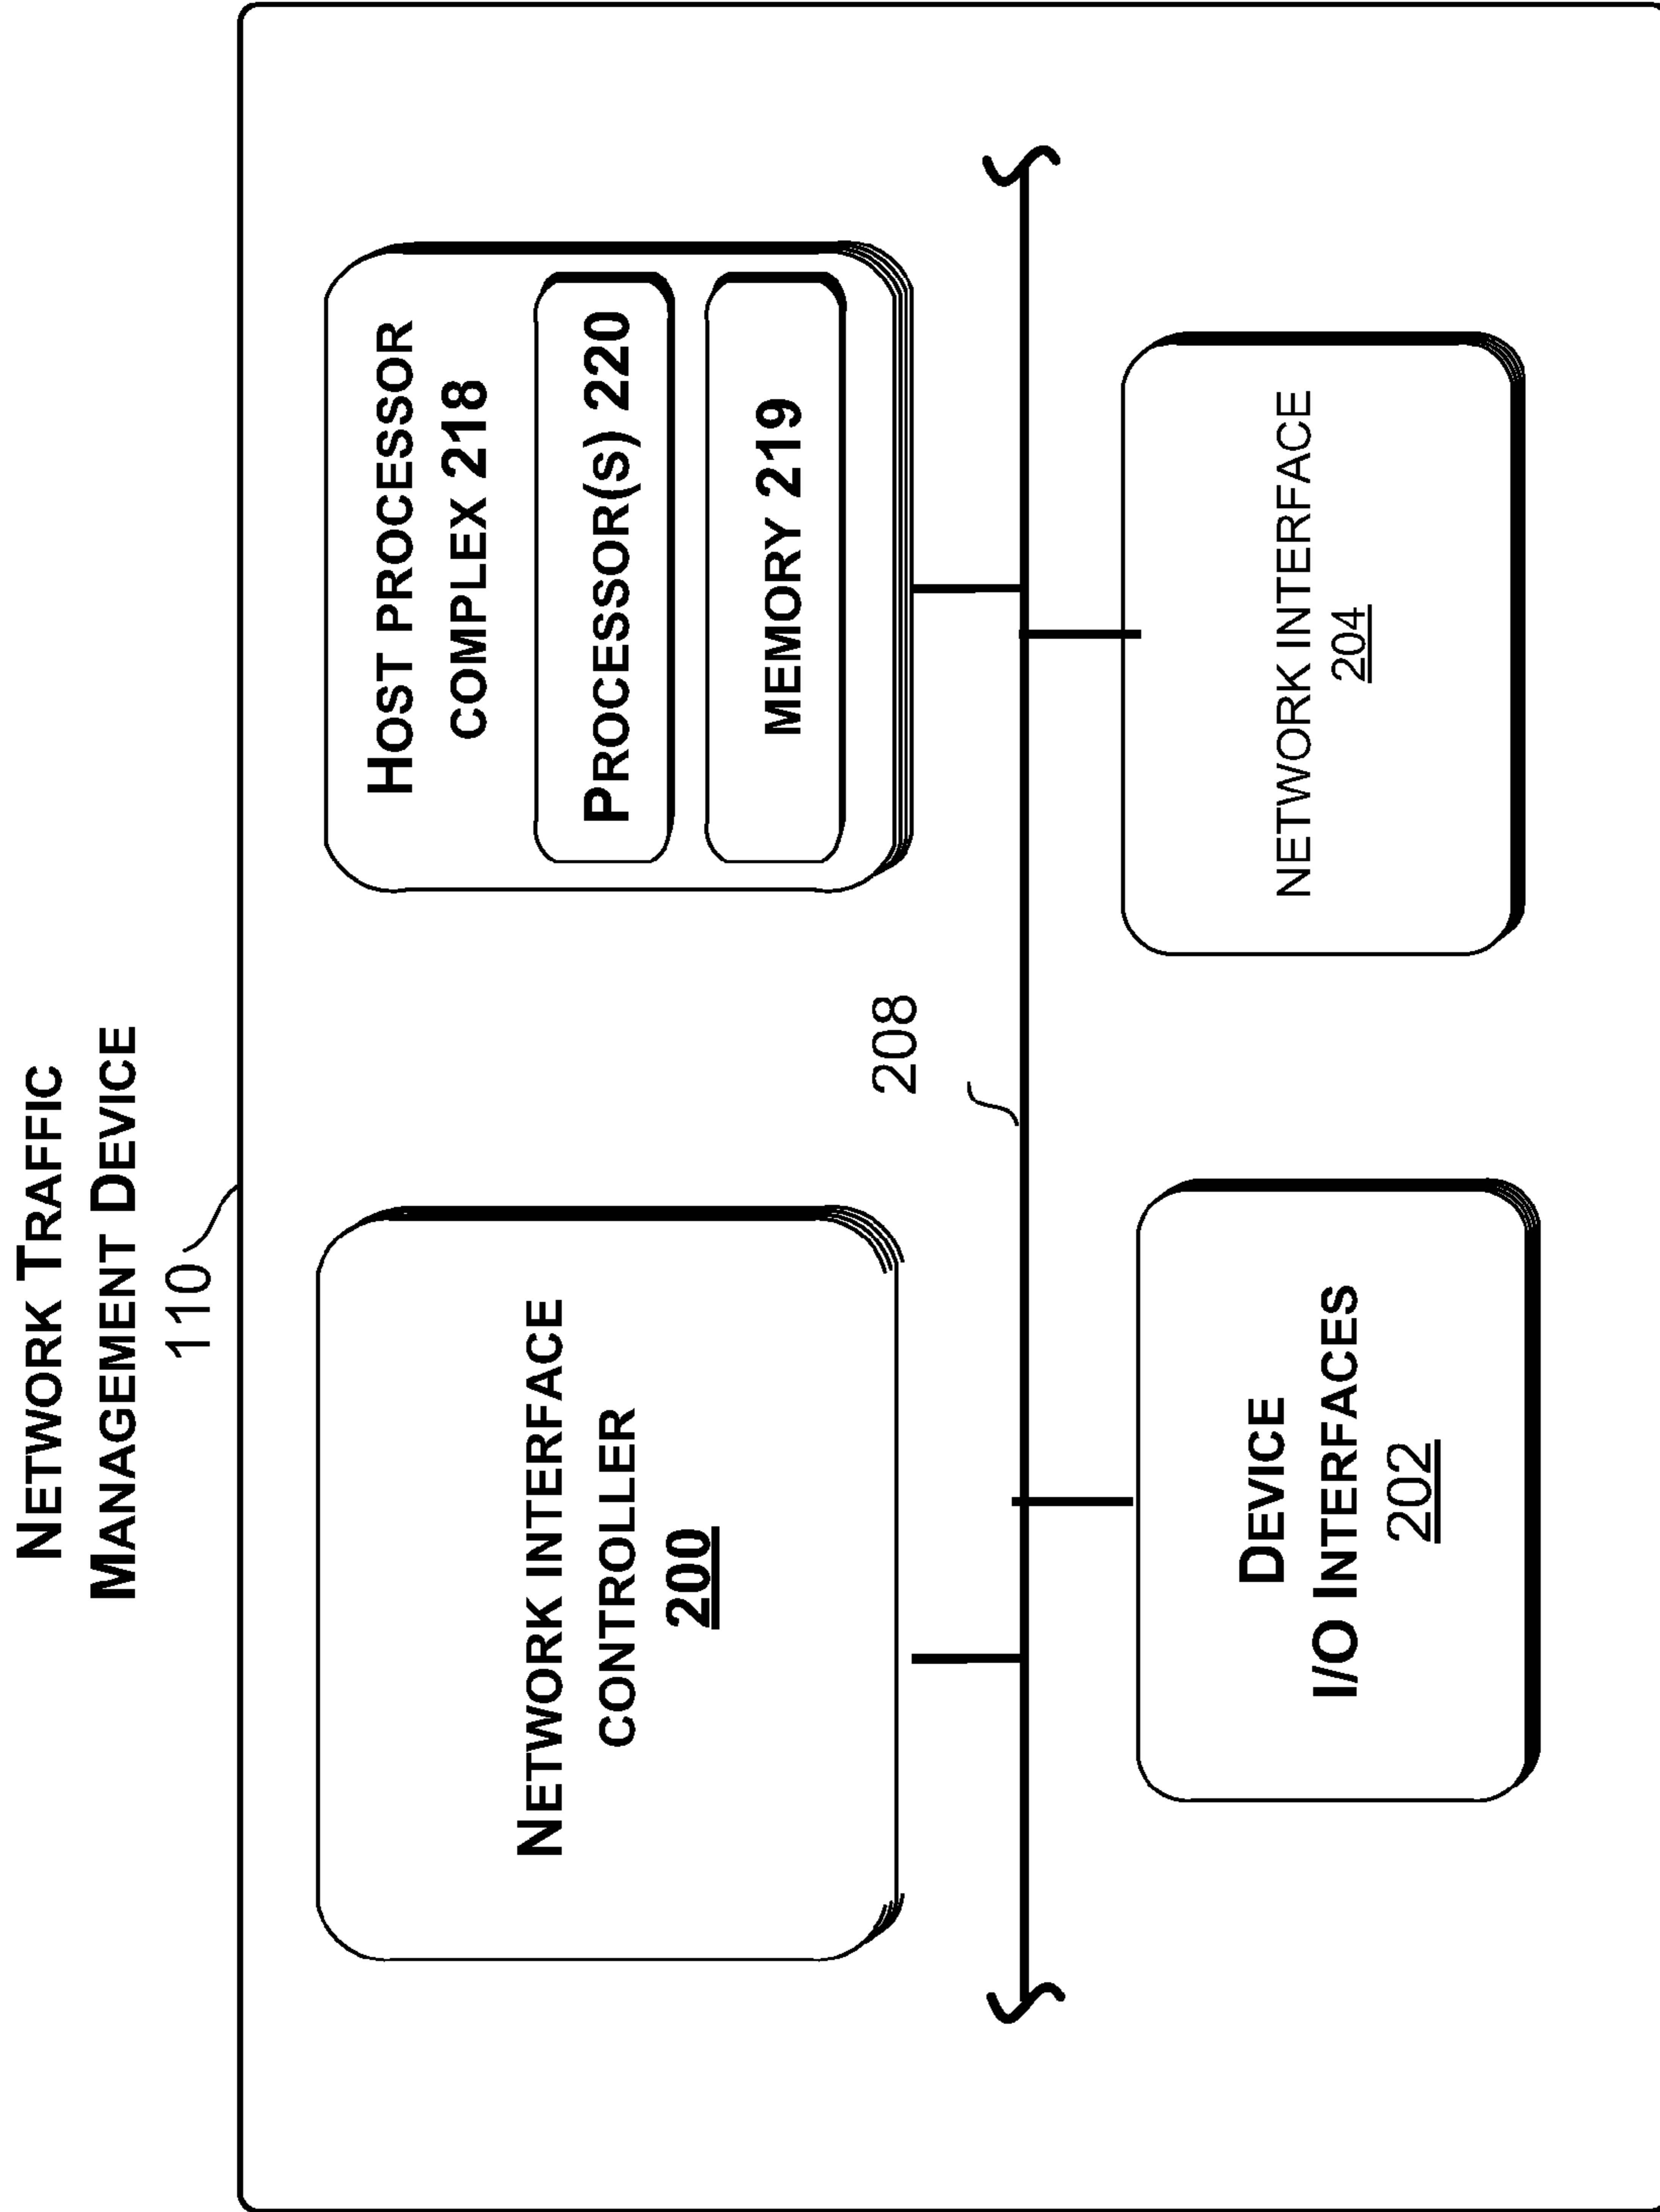 NETWORK TRAFFIC
MANAGEMENT DEVICE
110
NETWORK INTERFACE
CONTROLLER
200
HOST PROCESSOR
COMPLEX 218
PROCESSOR(S) 220
MEMORY 219
208
DEVICE
I/O INTERFACES
202
NETWORK INTERFACE
204